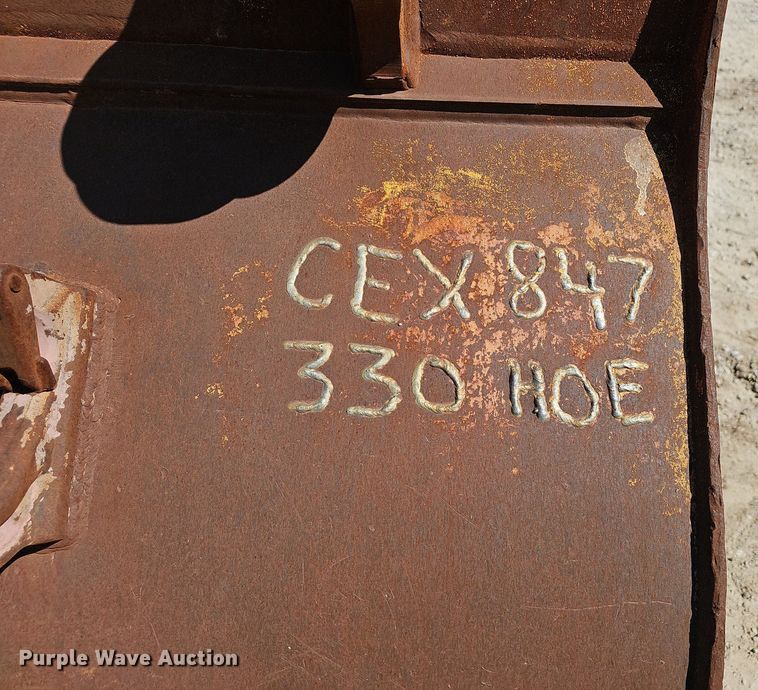 CEX 847
330 HOE
Purple Wave Auction